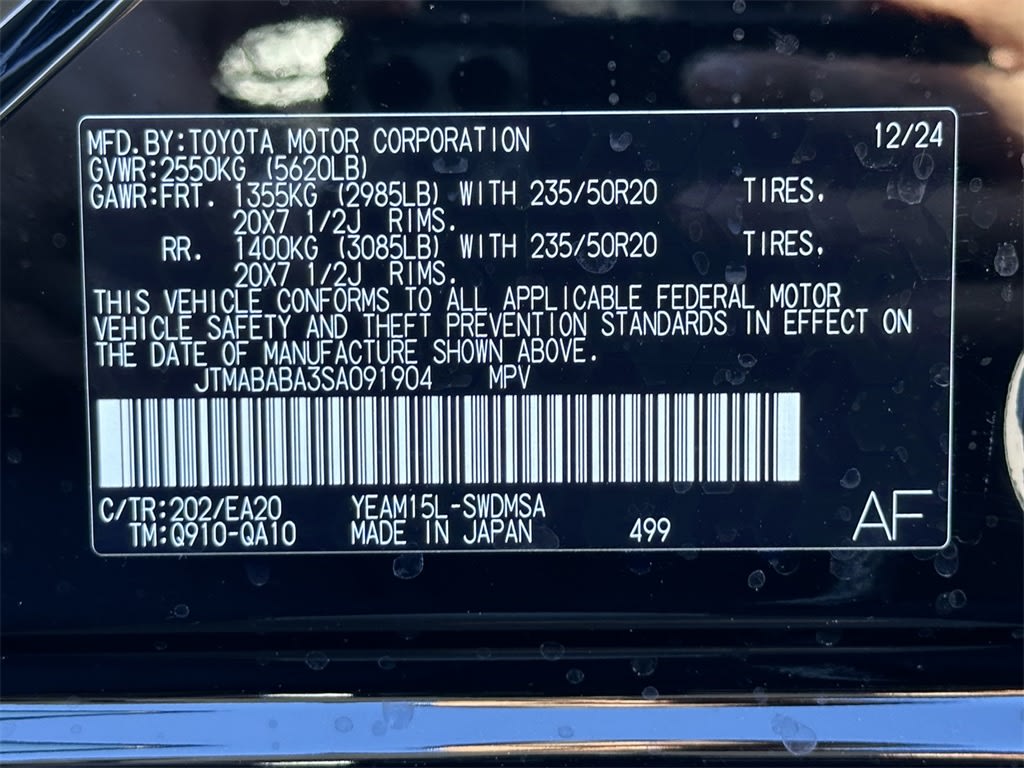 MFD.BY:TOYOTA MOTOR CORPORATION 12/24
GVWR:2550KG (5620LB)
GAWR:FRT. 1355KG (2985LB) WITH 235/50R20 TIRES,
20X7 1/2J RIMS.
RR. 1400KG (3085LB) WITH 235/50R20 TIRES,
20X7 1/2J RIMS.
THIS VEHICLE CONFORMS TO ALL APPLICABLE FEDERAL MOTOR
VEHICLE SAFETY AND THEFT PREVENTION STANDARDS IN EFFECT ON
THE DATE OF MANUFACTURE SHOWN ABOVE.
JTMABABA3SA091904 MPV
C/TR:202/EA20 YEAM15L-SWDMSA
TM:Q910-QA10 MADE IN JAPAN 499 AF